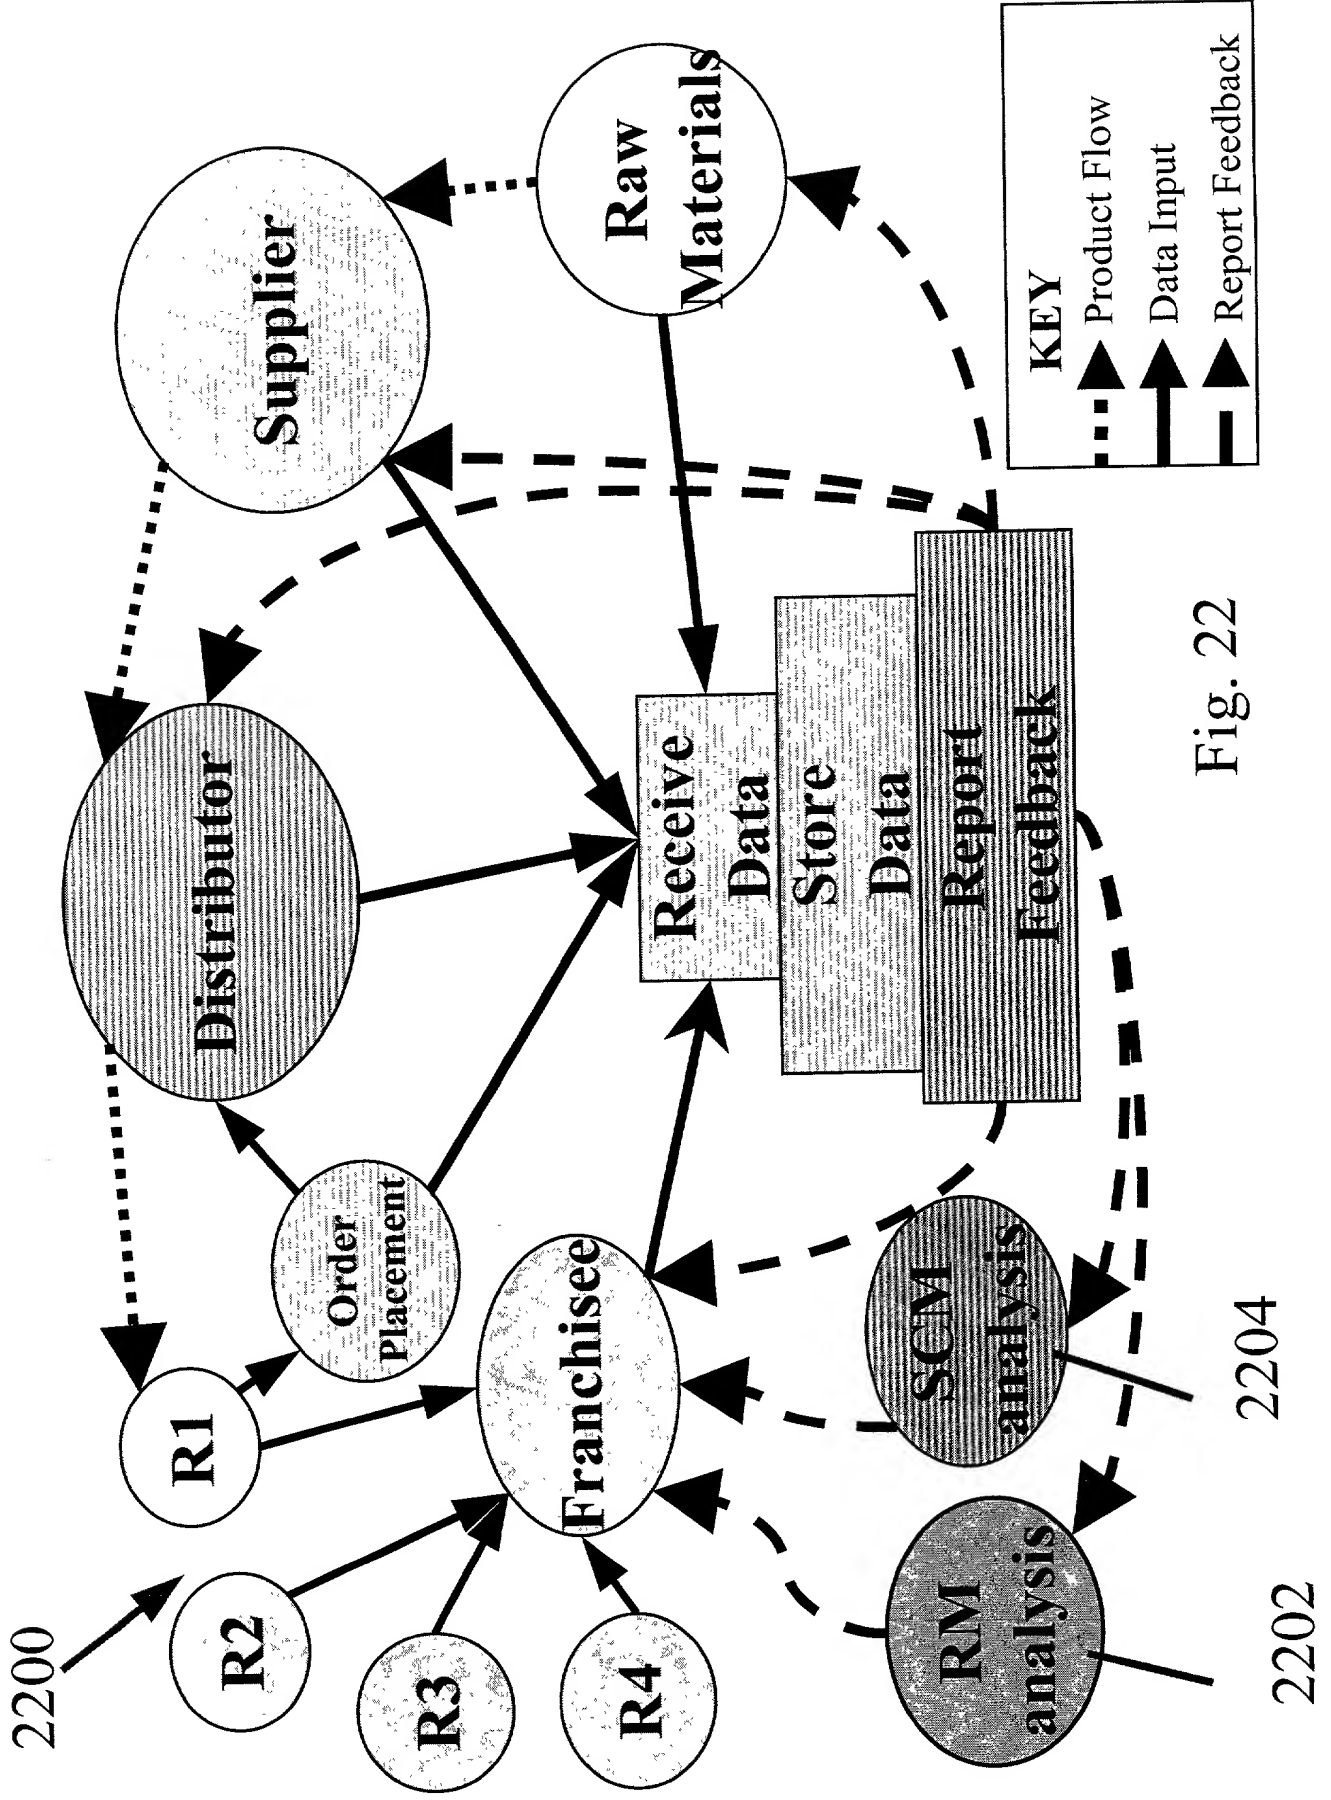 2200
R1
R2
R3
R4
Order
Placement
Distributor
Supplier
Raw
Materials
Franchisee
Receive
Data
Store
Data
Report
Feedback
SCM
analysis
RM
analysis
2202
2204
KEY
Product Flow
Data Input
Report Feedback
Fig. 22